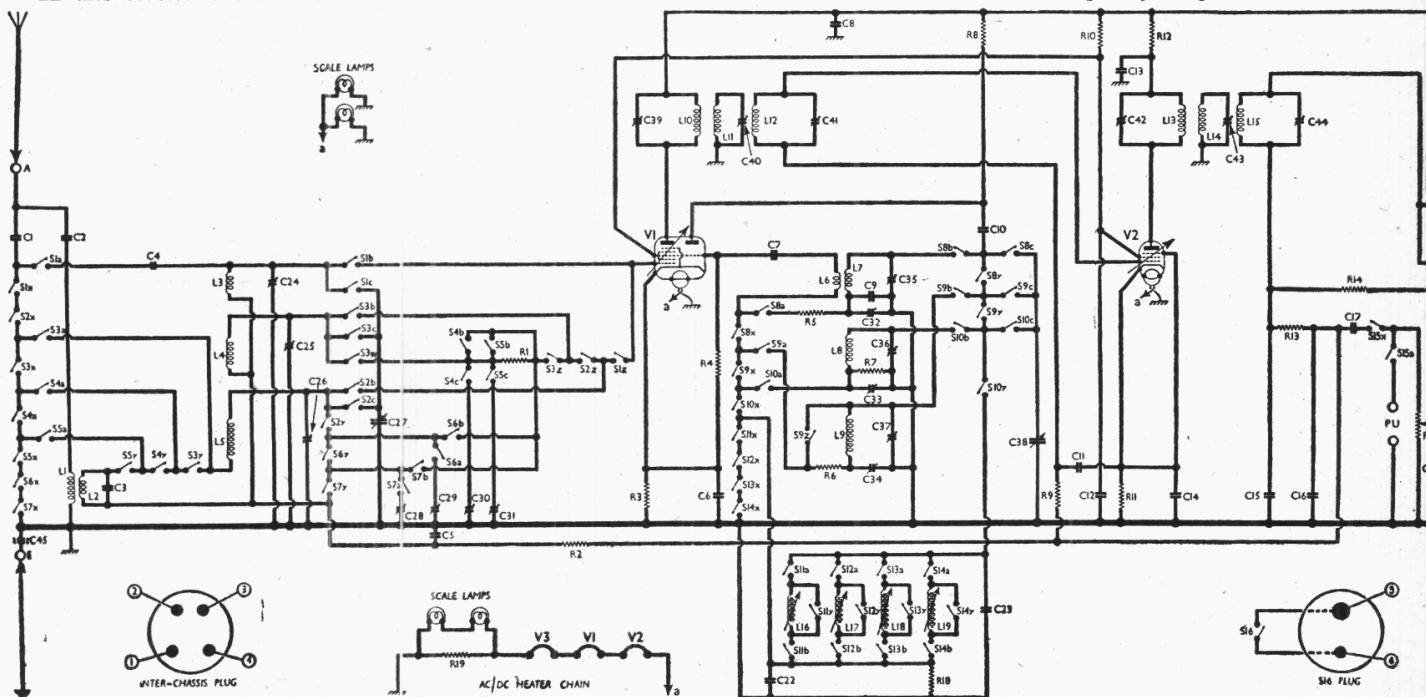 C8
R8
R10
R12
SCALE LAMPS
C13
a
C39
L10
L11
L12
C41
C40
C42
L13
L14
L15
C44
C43
A
C1
C2
V1
V2
S1a
C4
L3
C24
S1b
S1c
C7
C10
L6
L7
C35
S8b
S8c
S8y
C9
S9b
S9c
S9y
a
a
R14
S1x
S2x
S3a
S3b
S3c
S3w
L4
C25
S4b
S5b
R1
S3z
S2z
S1z
S8a
R5
C32
S8x
S9a
C36
S10b
S10c
L8
R7
R4
R13
C17
S15x
S15a
S3x
S4a
C26
S2b
S2c
S4c
S5c
S9x
S10a
C33
S10x
S10y
S4x
S5a
L5
S2y
C27
S6b
S11x
S9z
L9
C37
C38
PU
S5x
S5y
S4y
S3y
S6y
S6a
S7b
S12x
R6
C34
C11
L1
L2
C3
S6x
S7y
S7a
S13x
S7x
C28
C29
C30
C31
R3
C6
S14x
R9
C12
R11
C14
C15
C16
C45
E
C5
R2
S11a
S12a
S13a
S14a
S11y
S12y
S13y
S14y
L16
L17
L18
L19
C23
S11b
S12b
S13b
S14b
C22
R18
2
3
1
4
INTER-CHASSIS PLUG
SCALE LAMPS
R19
V3
V1
V2
a
AC/DC HEATER CHAIN
S16
5
6
S16 PLUG